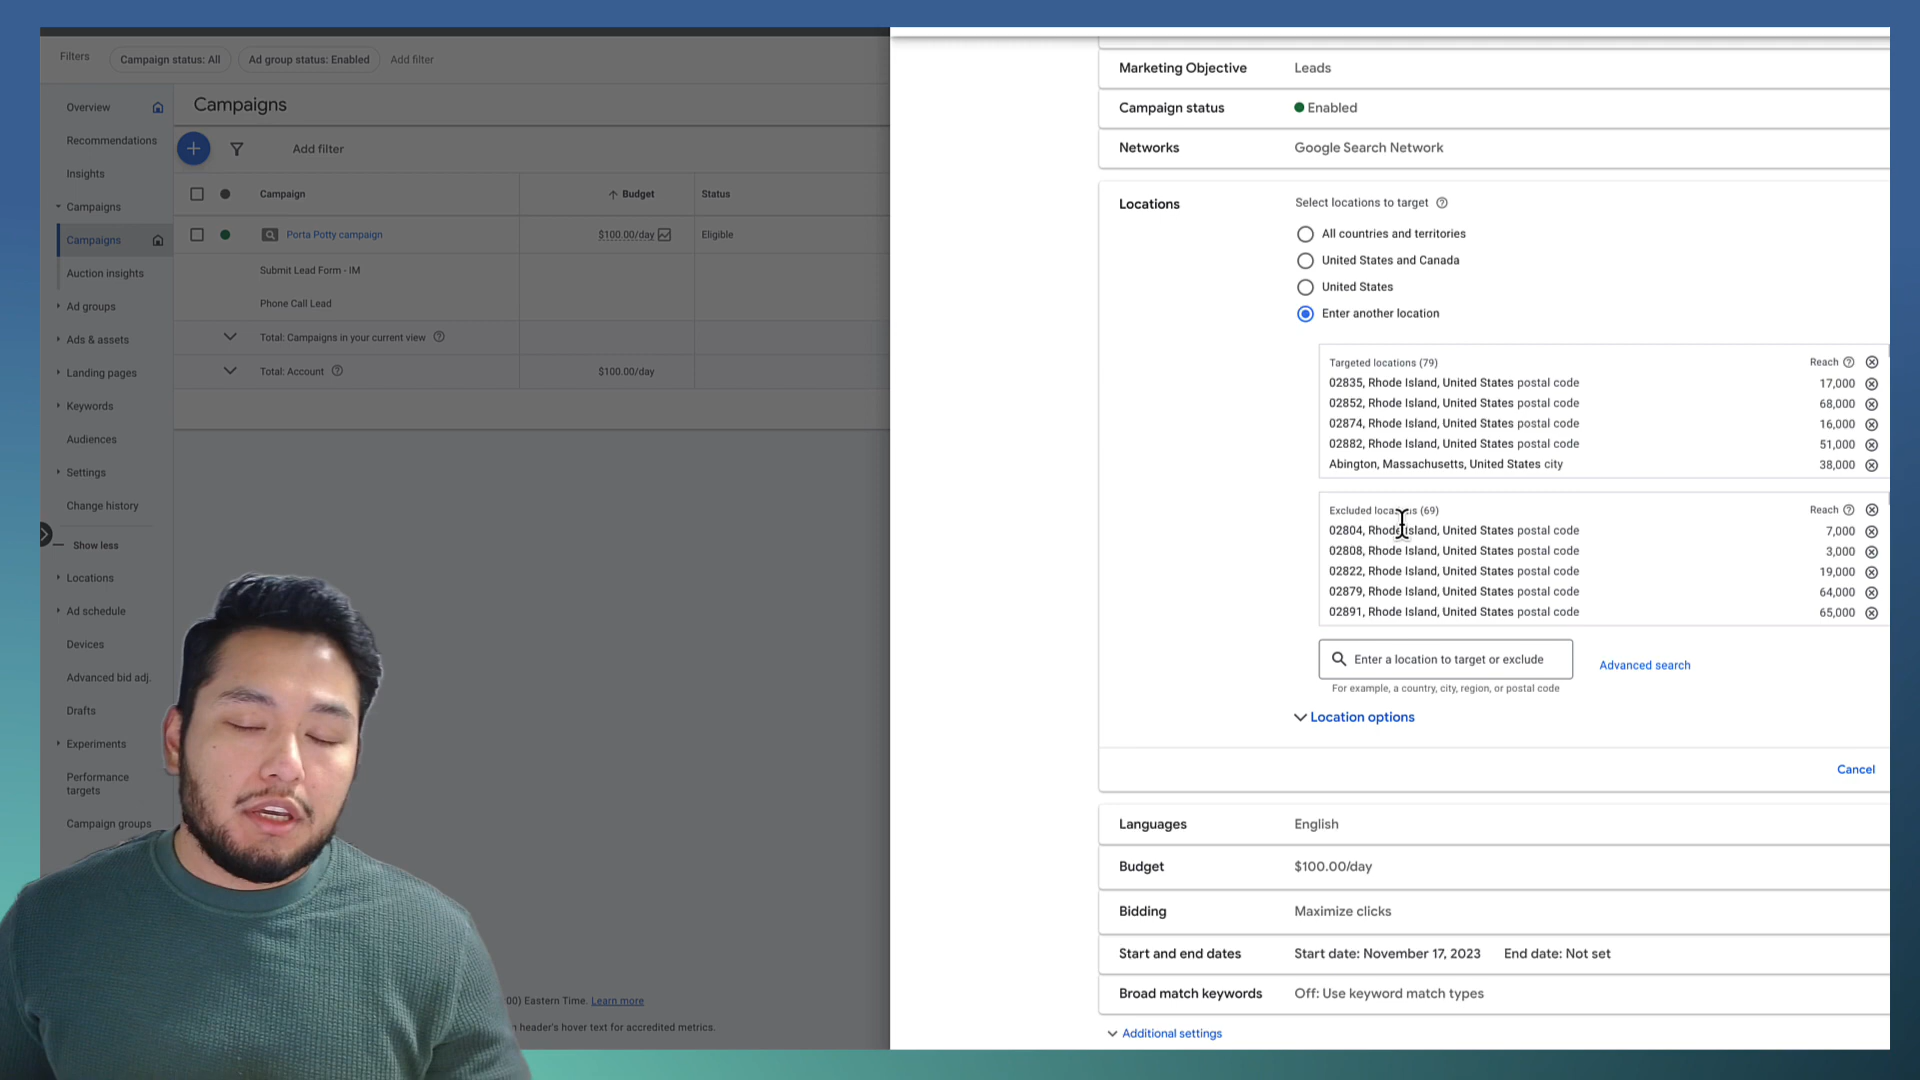 Filters
Campaign status: All
Ad group status: Enabled
Add filter
Overview
Recommendations
Insights
Campaigns
Campaigns
Auction insights
Ad groups
Ads & assets
Landing pages
Keywords
Audiences
Settings
Change history
Show less
Locations
Ad schedule
Devices
Advanced bid adj.
Drafts
Experiments
Performance
targets
Campaign groups
Campaigns
Add filter
Campaign
Budget
Status
Porta Potty campaign
$100.00/day
Eligible
Submit Lead Form - IM
Phone Call Lead
Total: Campaigns in your current view
Total: Account
$100.00/day
00) Eastern Time. Learn more
header's hover text for accredited metrics.
Marketing Objective
Leads
Campaign status
Enabled
Networks
Google Search Network
Locations
Select locations to target
All countries and territories
United States and Canada
United States
Enter another location
Targeted locations (79)
Reach
02835, Rhode Island, United States postal code
17,000
02852, Rhode Island, United States postal code
68,000
02874, Rhode Island, United States postal code
16,000
02882, Rhode Island, United States postal code
51,000
Abington, Massachusetts, United States city
38,000
Excluded locations (69)
Reach
02804, Rhode Island, United States postal code
7,000
02808, Rhode Island, United States postal code
3,000
02822, Rhode Island, United States postal code
19,000
02879, Rhode Island, United States postal code
64,000
02891, Rhode Island, United States postal code
65,000
Enter a location to target or exclude
Advanced search
For example, a country, city, region, or postal code
Location options
Cancel
Languages
English
Budget
$100.00/day
Bidding
Maximize clicks
Start and end dates
Start date: November 17, 2023
End date: Not set
Broad match keywords
Off: Use keyword match types
Additional settings